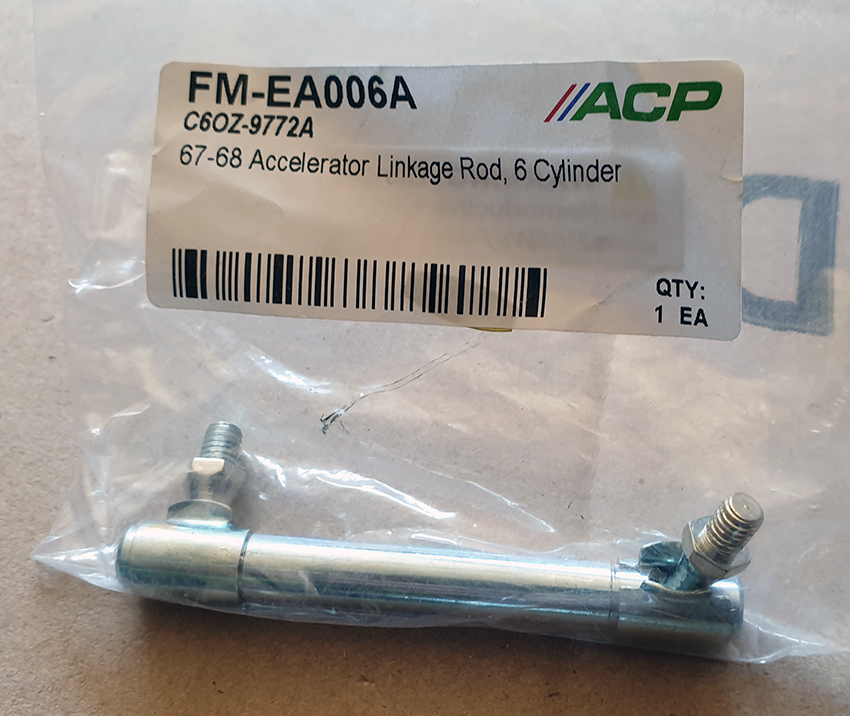 FM-EA006A
ACP
C6OZ-9772A
67-68 Accelerator Linkage Rod, 6 Cylinder
QTY:
1 EA